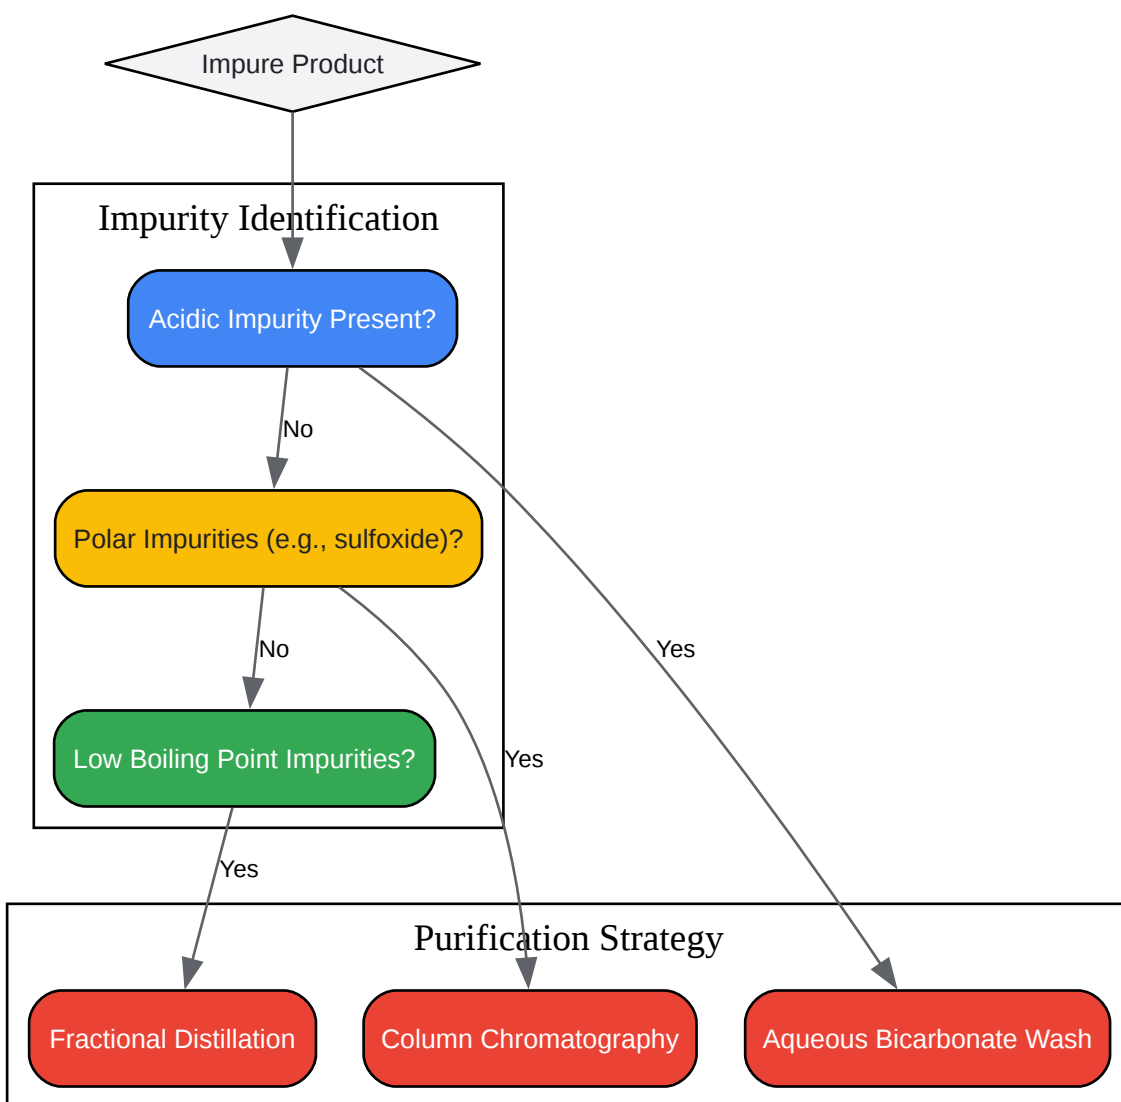 Impure Product
Impurity Identification
Acidic Impurity Present?
No
Polar Impurities (e.g., sulfoxide)?
No
Yes
Low Boiling Point Impurities?
Yes
Yes
Purification Strategy
Fractional Distillation
Column Chromatography
Aqueous Bicarbonate Wash